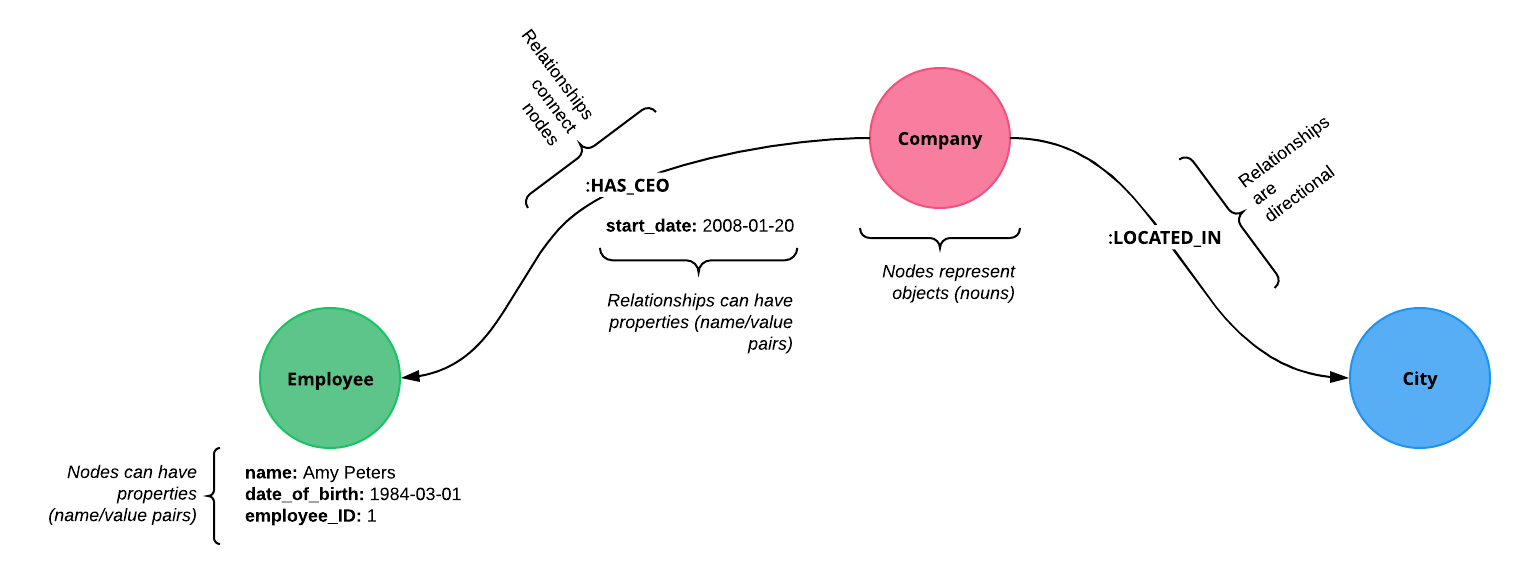 Relationships
connect
nodes
Company
Relationships
are
directional
:HAS_CEO
start_date: 2008-01-20
:LOCATED_IN
Nodes represent
objects (nouns)
Relationships can have
properties (name/value
pairs)
Employee
City
Nodes can have
properties
(name/value pairs)
name: Amy Peters
date_of_birth: 1984-03-01
employee_ID: 1